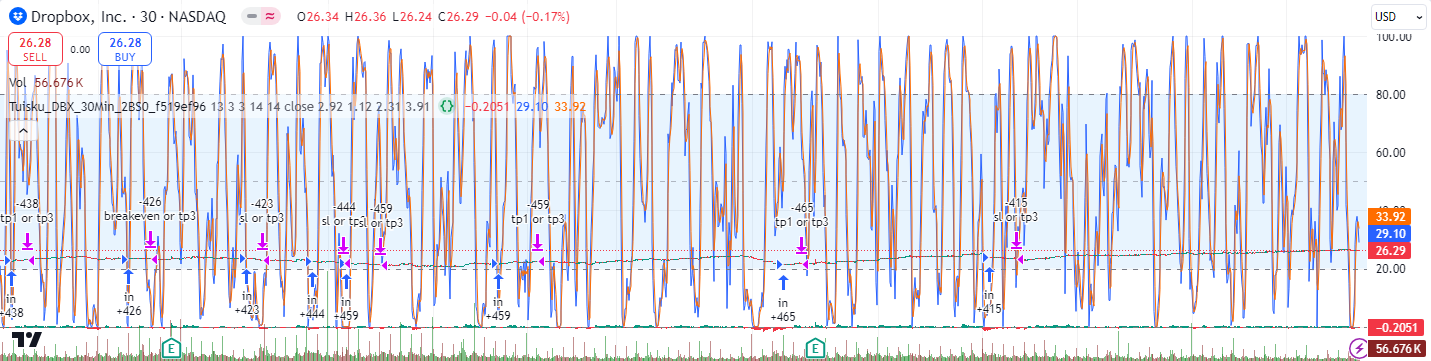 Dropbox, Inc. · 30 · NASDAQ O26.34 H26.36 L26.24 C26.29 −0.04 (−0.17%)
USD
26.28 SELL
0.00
26.28 BUY
Vol 56.676K
Tuisku_DBX_30Min_2BS0_f519ef96 13 3 3 14 14 close 2.92 1.12 2.31 3.91 −0.2051 29.10 33.92
100.00
80.00
60.00
40.00
33.92
29.10
26.29
20.00
−0.2051
56.676K
-438
tp1 or tp3
-426
breakeven or tp3
-423
sl or tp3
-444
sl or tp3
-459
sl or tp3
-459
tp1 or tp3
-465
tp1 or tp3
-415
sl or tp3
in
+438
in
+426
in
+423
in
+444
in
+459
in
+459
in
+465
in
+415
E
E